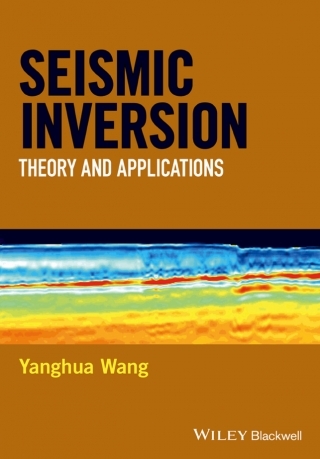 SEISMIC
INVERSION
THEORY AND APPLICATIONS
Yanghua Wang
WILEY Blackwell